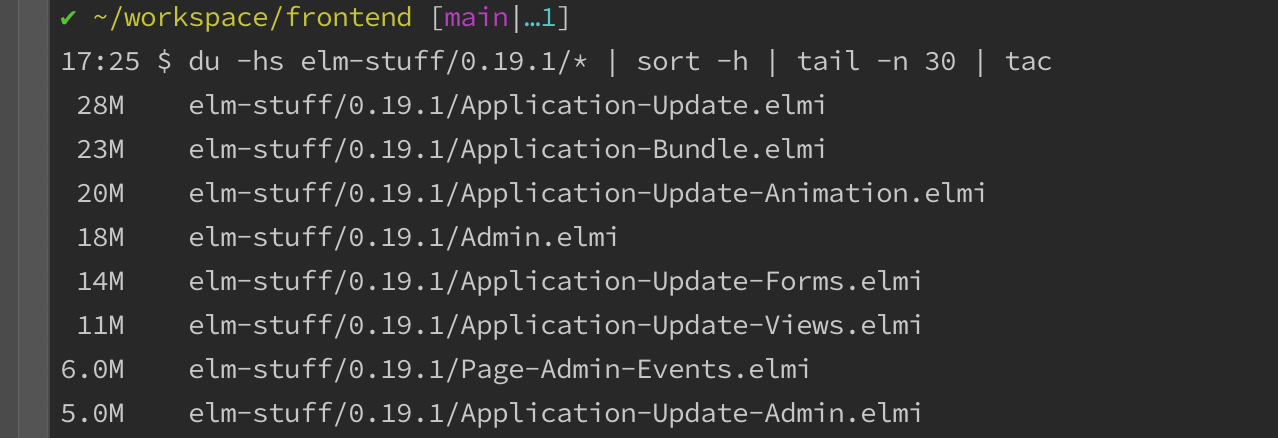 ✔ ~/workspace/frontend [main|…1]
17:25 $ du -hs elm-stuff/0.19.1/* | sort -h | tail -n 30 | tac
28M elm-stuff/0.19.1/Application-Update.elmi
23M elm-stuff/0.19.1/Application-Bundle.elmi
20M elm-stuff/0.19.1/Application-Update-Animation.elmi
18M elm-stuff/0.19.1/Admin.elmi
14M elm-stuff/0.19.1/Application-Update-Forms.elmi
11M elm-stuff/0.19.1/Application-Update-Views.elmi
6.0M elm-stuff/0.19.1/Page-Admin-Events.elmi
5.0M elm-stuff/0.19.1/Application-Update-Admin.elmi